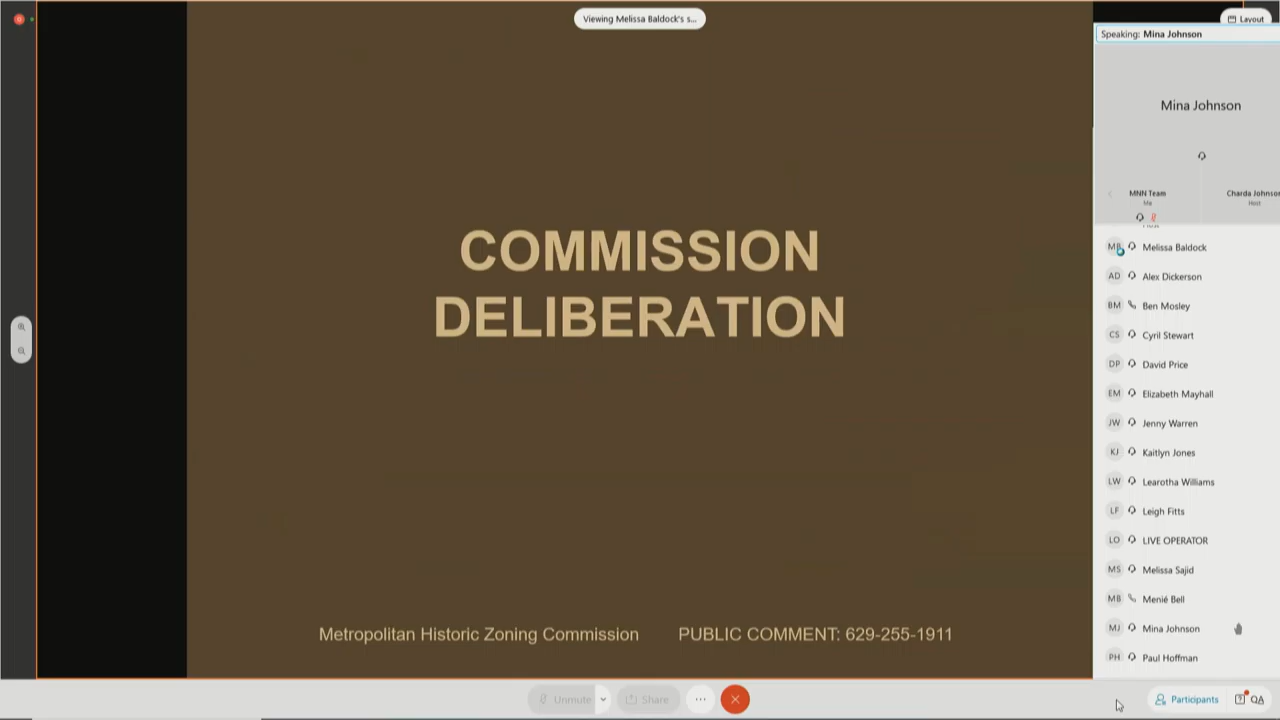 Viewing Melissa Baldock's s...
Layout
Speaking: Mina Johnson
Mina Johnson
MNN Team
Me
Charda Johnson
Host
COMMISSION
DELIBERATION
Metropolitan Historic Zoning Commission
PUBLIC COMMENT: 629-255-1911
MB Melissa Baldock
AD Alex Dickerson
BM Ben Mosley
CS Cyril Stewart
DP David Price
EM Elizabeth Mayhall
JW Jenny Warren
KJ Kaitlyn Jones
LW Learotha Williams
LF Leigh Fitts
LO LIVE OPERATOR
MS Melissa Sajid
MB Menié Bell
MJ Mina Johnson
PH Paul Hoffman
Unmute
Share
Participants
QA